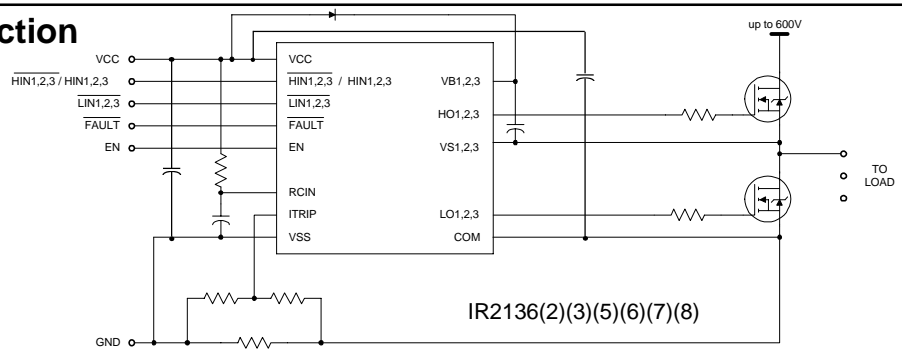 ction
up to 600V
VCC
HIN1,2,3 / HIN1,2,3
LIN1,2,3
FAULT
EN
GND
VCC
HIN1,2,3 / HIN1,2,3
LIN1,2,3
FAULT
EN
RCIN
ITRIP
VSS
VB1,2,3
HO1,2,3
VS1,2,3
LO1,2,3
COM
TO
LOAD
IR2136(2)(3)(5)(6)(7)(8)